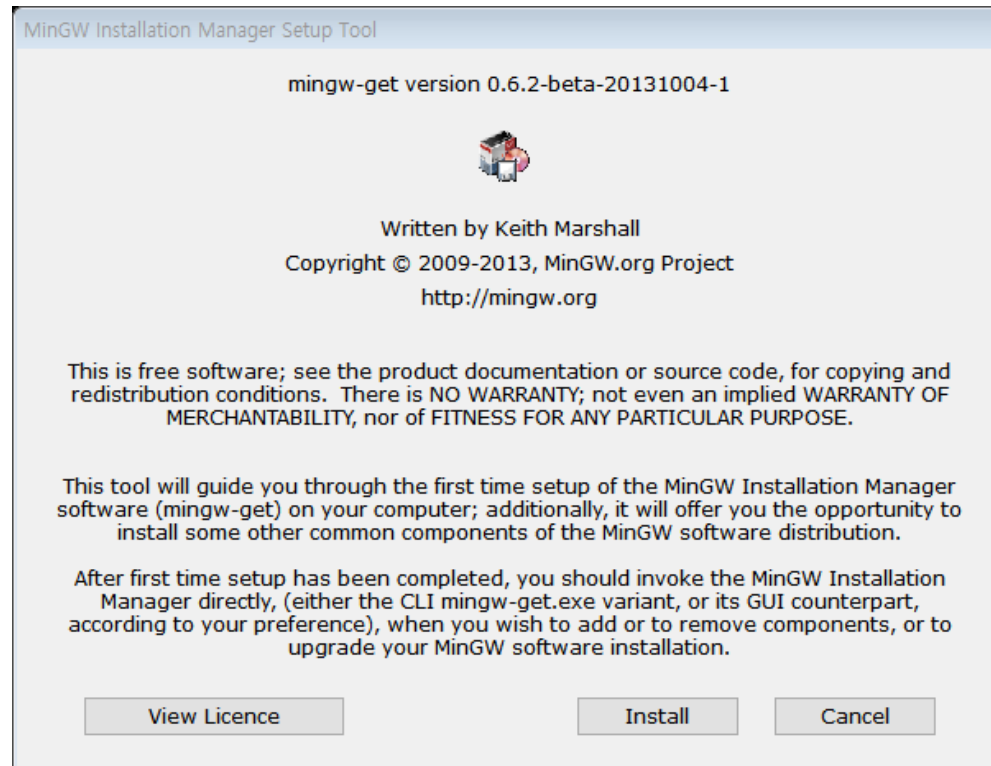 MinGW Installation Manager Setup Tool
mingw-get version 0.6.2-beta-20131004-1
Written by Keith Marshall
Copyright © 2009-2013, MinGW.org Project
http://mingw.org
This is free software; see the product documentation or source code, for copying and
redistribution conditions.  There is NO WARRANTY; not even an implied WARRANTY OF
MERCHANTABILITY, nor of FITNESS FOR ANY PARTICULAR PURPOSE.
This tool will guide you through the first time setup of the MinGW Installation Manager
software (mingw-get) on your computer; additionally, it will offer you the opportunity to
install some other common components of the MinGW software distribution.
After first time setup has been completed, you should invoke the MinGW Installation
Manager directly, (either the CLI mingw-get.exe variant, or its GUI counterpart,
according to your preference), when you wish to add or to remove components, or to
upgrade your MinGW software installation.
View Licence
Install
Cancel